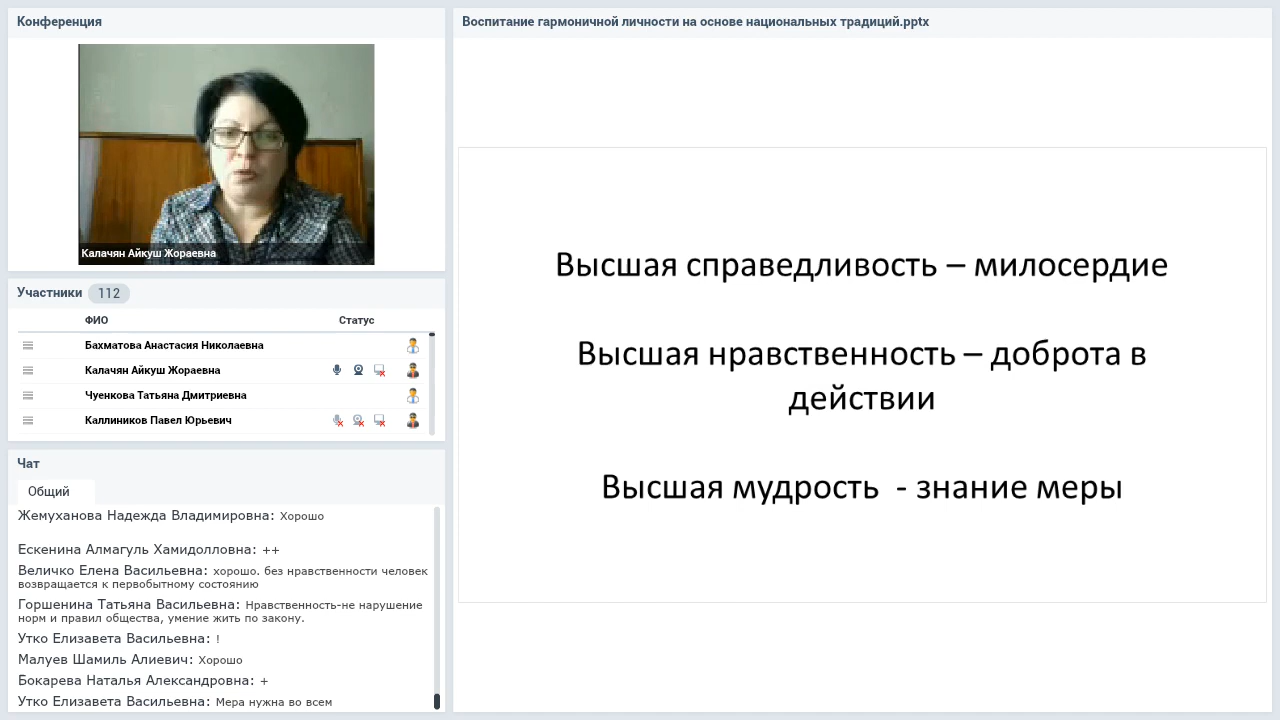 Конференция
Калачян Айкуш Жораевна
Участники 112
ФИО Статус
Бахматова Анастасия Николаевна
Калачян Айкуш Жораевна
Чуенкова Татьяна Дмитриевна
Каллиников Павел Юрьевич
Чат
Общий
Жемуханова Надежда Владимировна: Хорошо
Ескенина Алмагуль Хамидолловна: ++
Величко Елена Васильевна: хорошо. без нравственности человек
возвращается к первобытному состоянию
Горшенина Татьяна Васильевна: Нравственность-не нарушение
норм и правил общества, умение жить по закону.
Утко Елизавета Васильевна: !
Малуев Шамиль Алиевич: Хорошо
Бокарева Наталья Александровна: +
Утко Елизавета Васильевна: Мера нужна во всем
Воспитание гармоничной личности на основе национальных традиций.pptx
Высшая справедливость – милосердие
Высшая нравственность – доброта в
действии
Высшая мудрость - знание меры